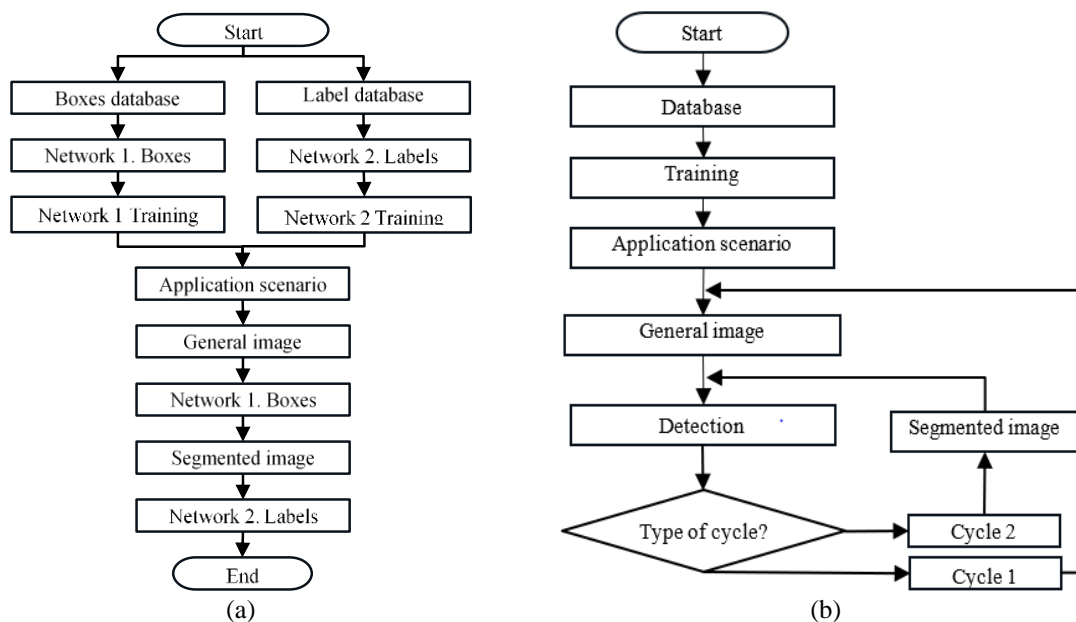 Start
Boxes database
Label database
Network 1. Boxes
Network 2. Labels
Network 1 Training
Network 2 Training
Application scenario
General image
Network 1. Boxes
Segmented image
Network 2. Labels
End
(a)
Start
Database
Training
Application scenario
General image
Detection
Segmented image
Type of cycle?
Cycle 2
Cycle 1
(b)